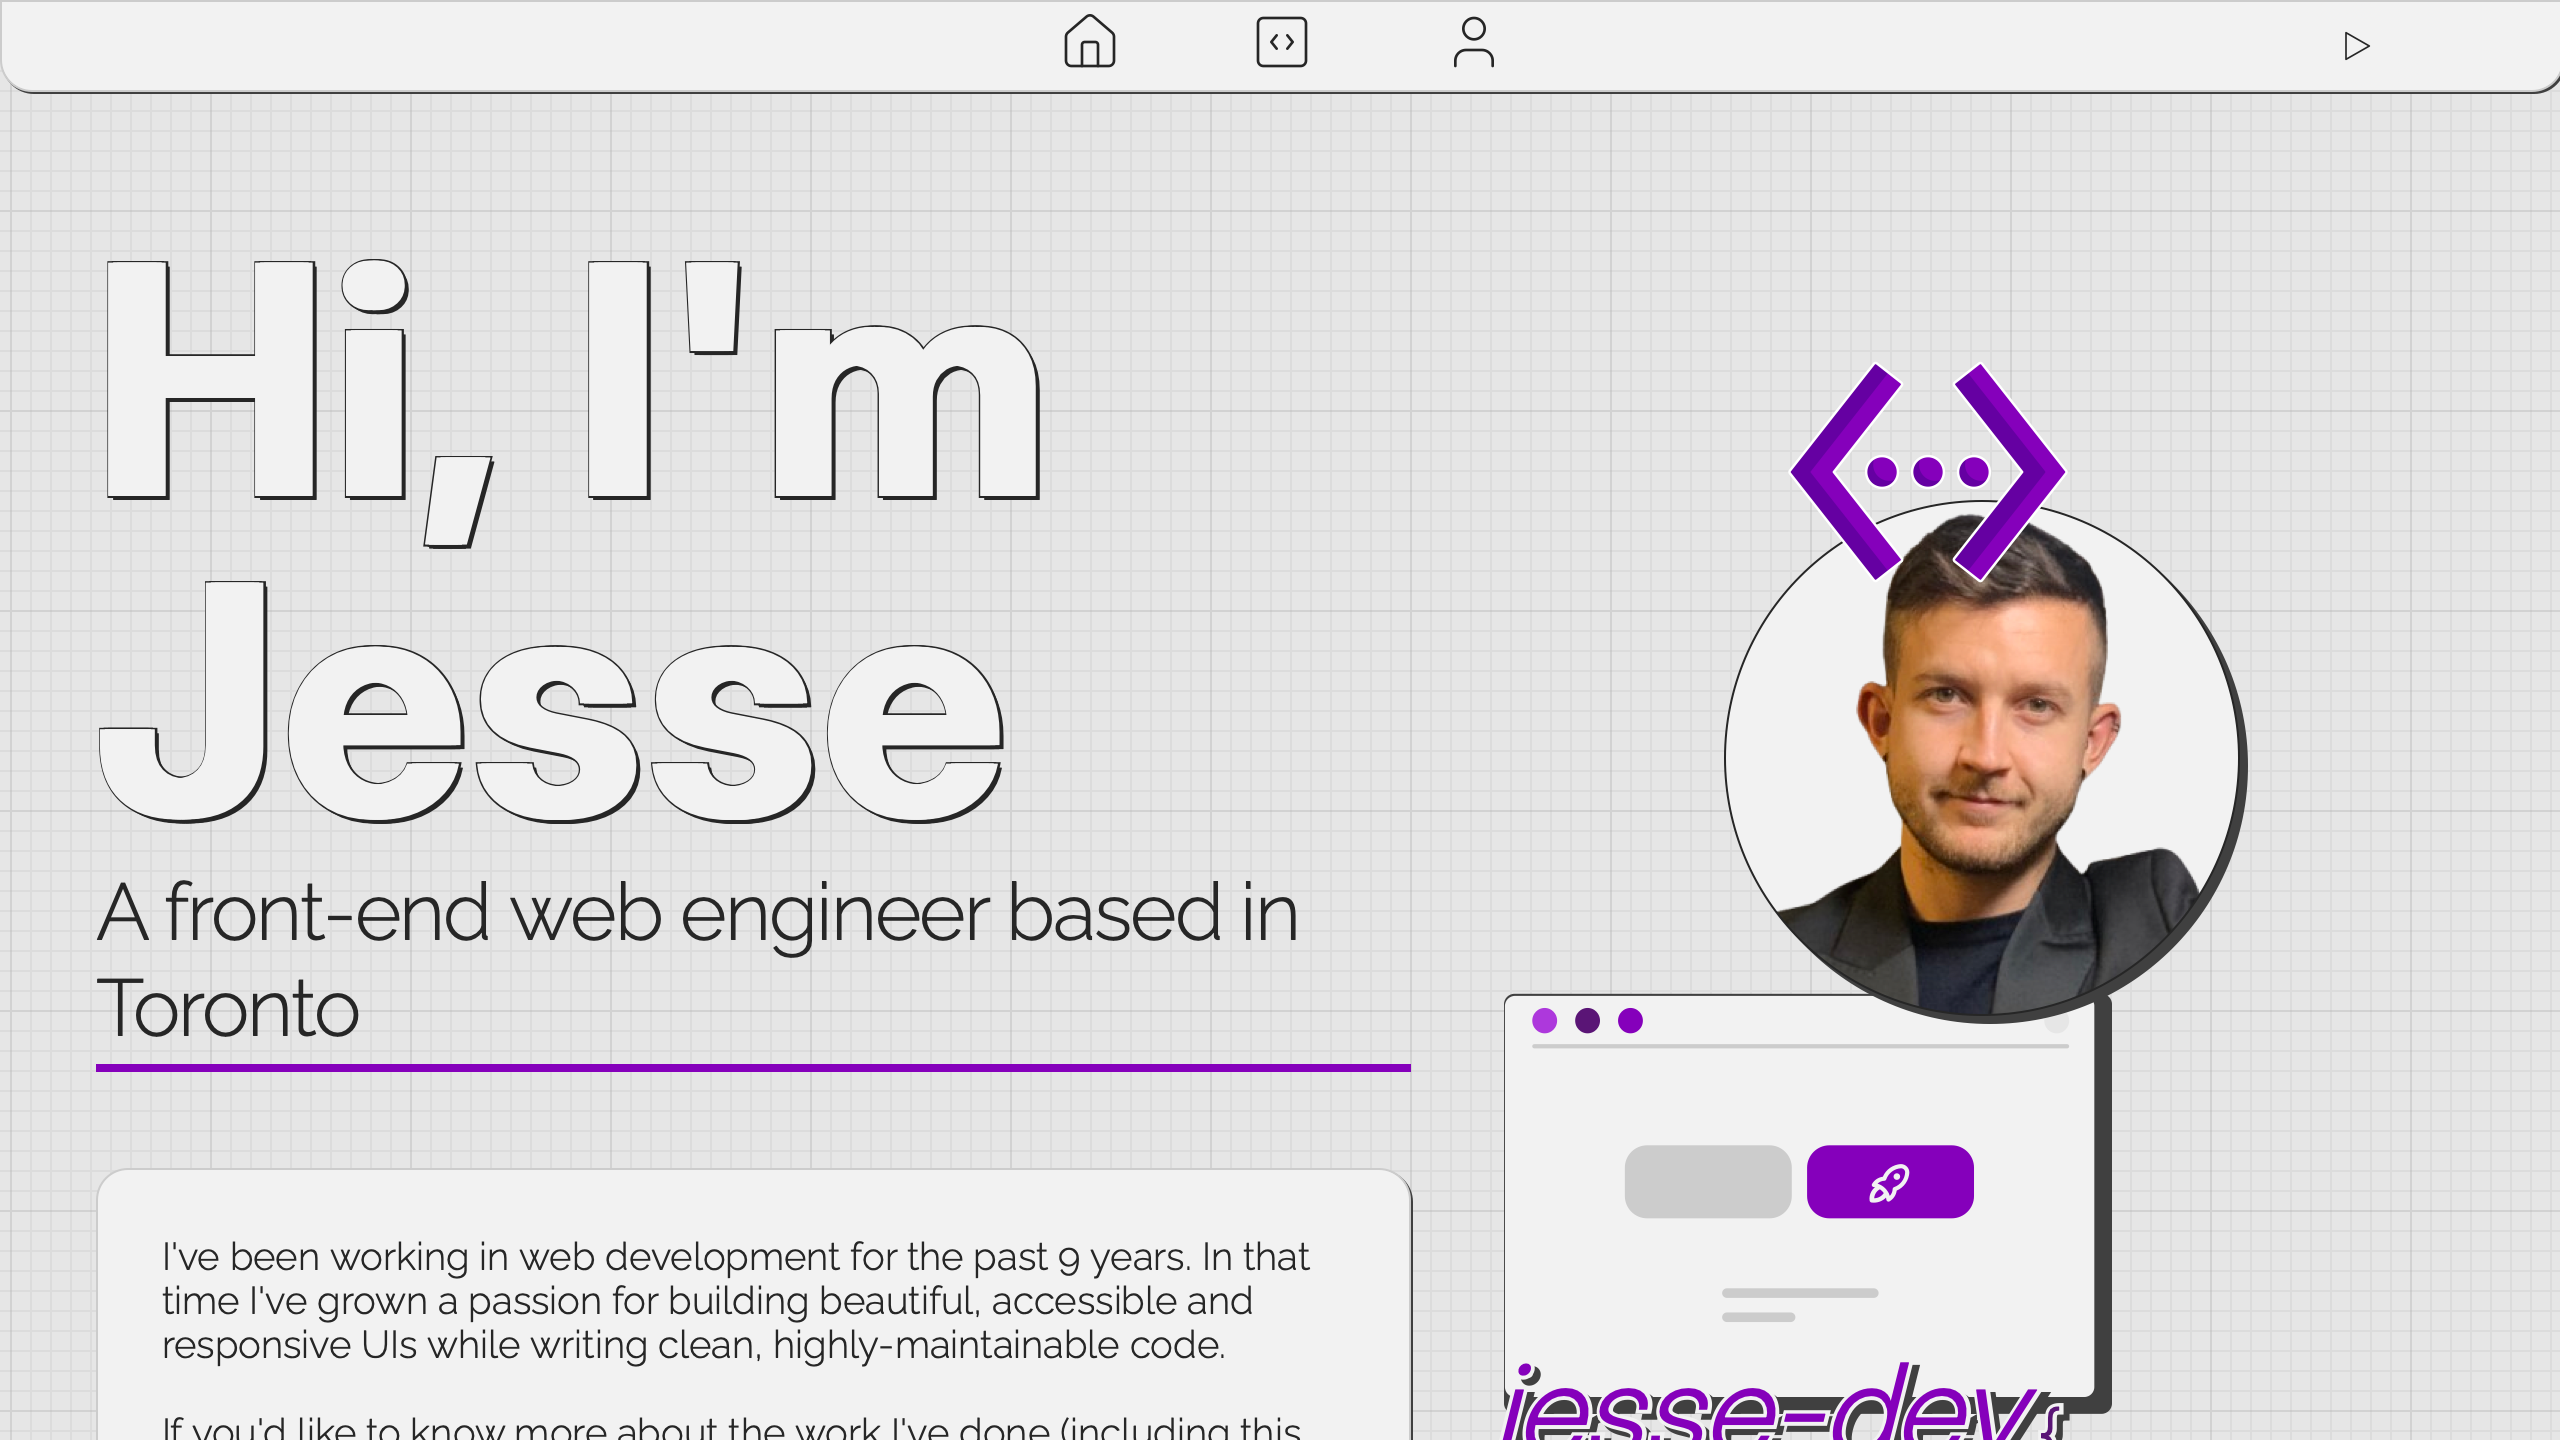 Hi, I'm
Jesse
A front-end web engineer based in
Toronto
I've been working in web development for the past 9 years. In that
time I've grown a passion for building beautiful, accessible and
responsive UIs while writing clean, highly-maintainable code.
If you'd like to know more about the work I've done (including this
jesse-dev{